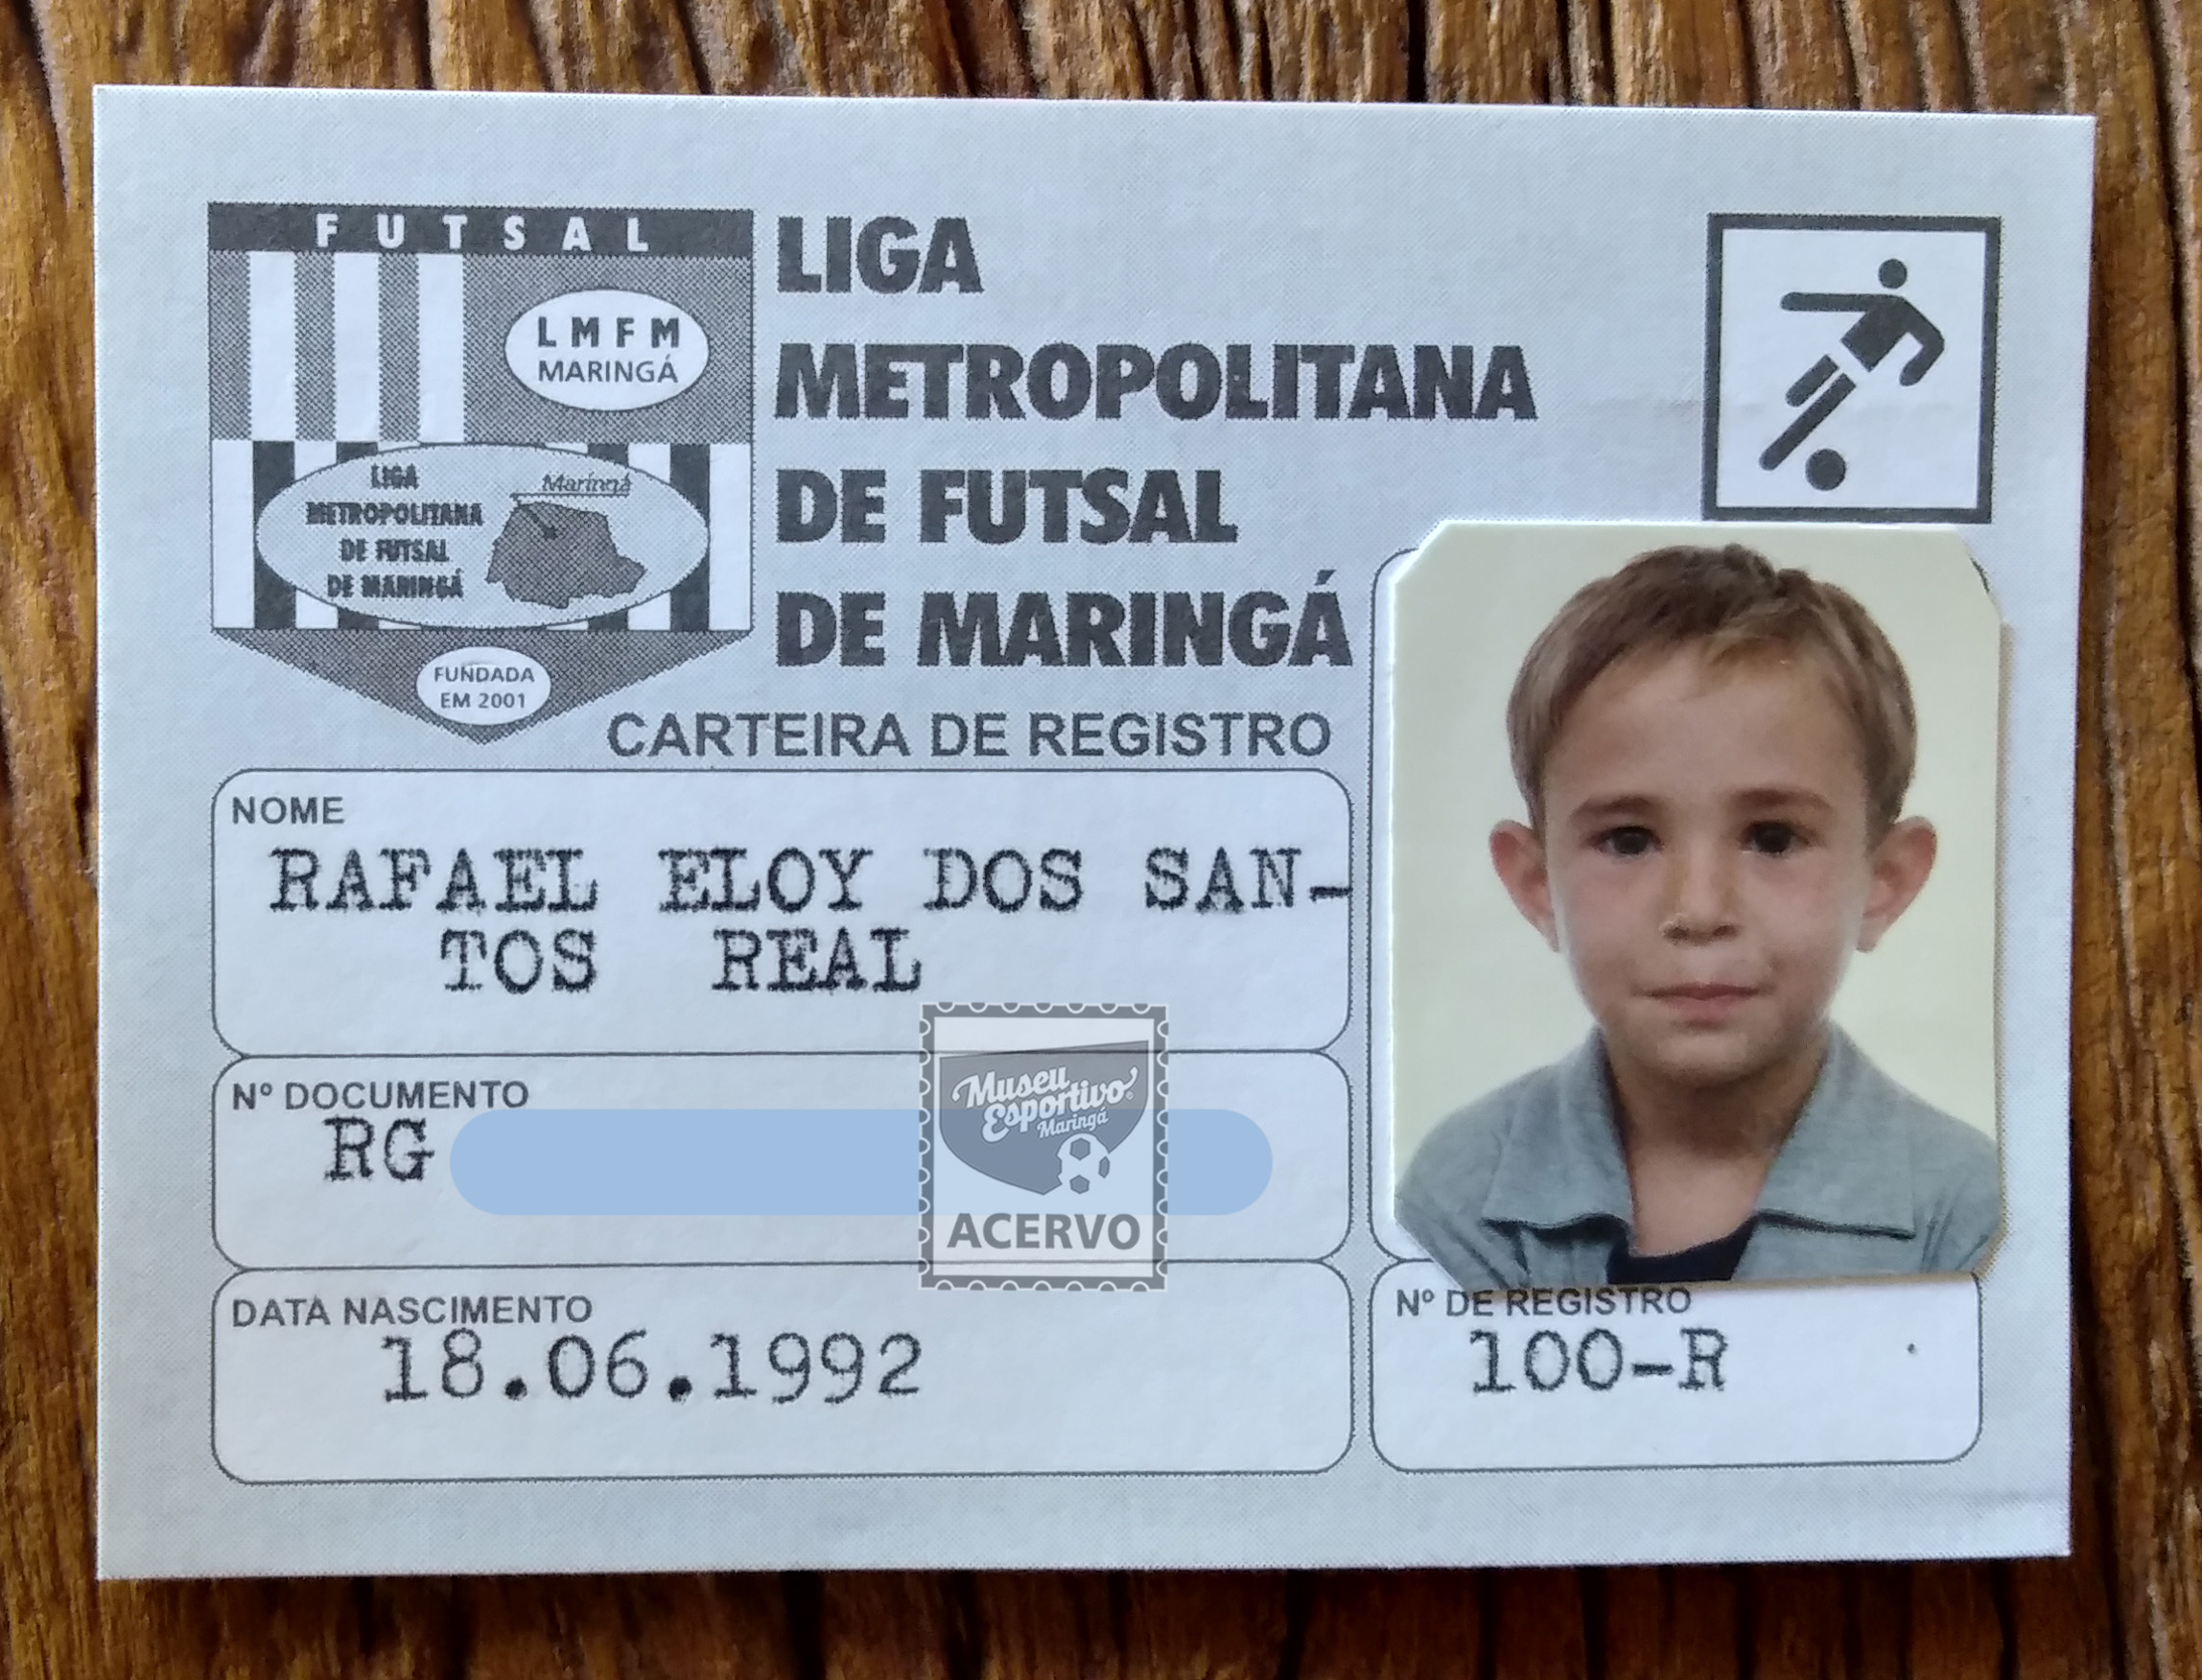 FUTSAL
LMFM
MARINGÁ
LIGA
METROPOLITANA
DE FUTSAL
DE MARINGÁ
Maringá
FUNDADA
EM 2001
LIGA
METROPOLITANA
DE FUTSAL
DE MARINGÁ
CARTEIRA DE REGISTRO
NOME
RAFAEL ELOY DOS SAN-
TOS REAL
Nº DOCUMENTO
RG
Museu
Esportivo
Maringá
ACERVO
DATA NASCIMENTO
18.06.1992
Nº DE REGISTRO
100-R